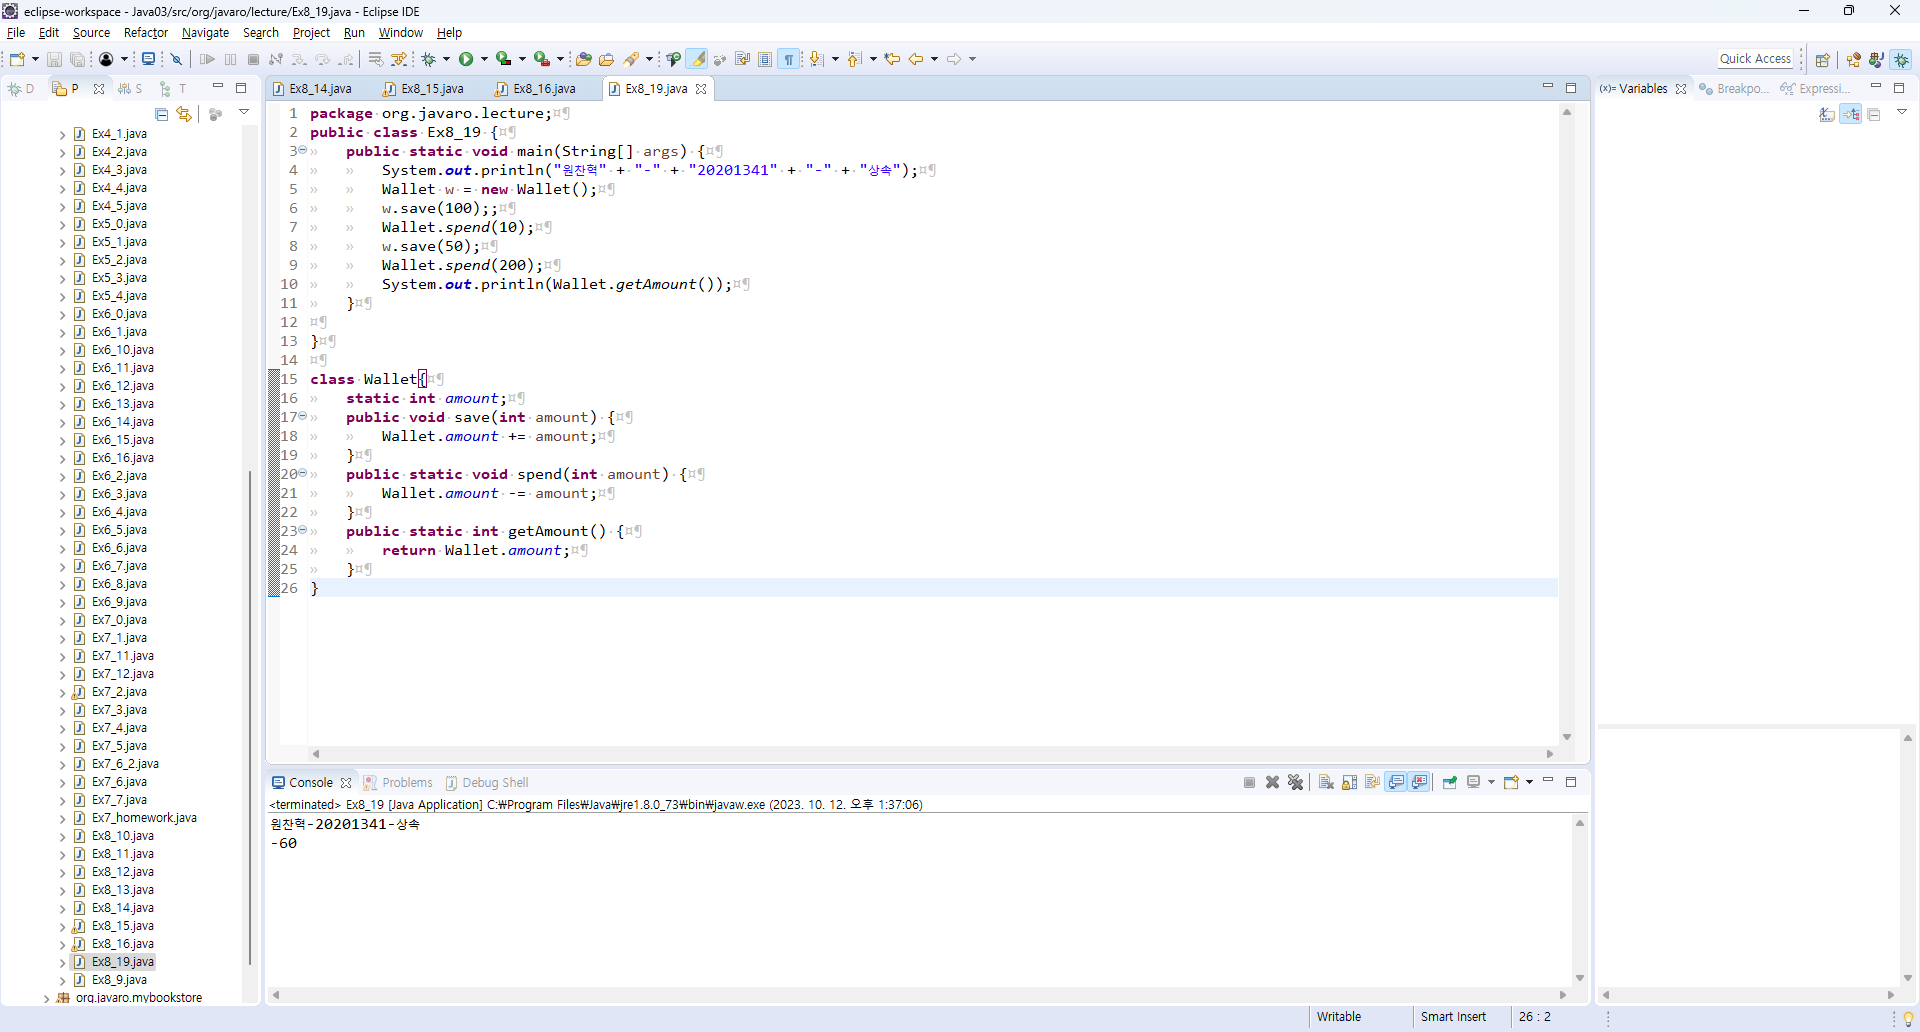 eclipse-workspace - Java03/src/org/javaro/lecture/Ex8_19.java - Eclipse IDE
File Edit Source Refactor Navigate Search Project Run Window Help
Quick Access
D P S T
Ex8_14.java Ex8_15.java Ex8_16.java Ex8_19.java
(x)= Variables Breakpo... Expressi...
Ex4_1.java
Ex4_2.java
Ex4_3.java
Ex4_4.java
Ex4_5.java
Ex5_0.java
Ex5_1.java
Ex5_2.java
Ex5_3.java
Ex5_4.java
Ex6_0.java
Ex6_1.java
Ex6_10.java
Ex6_11.java
Ex6_12.java
Ex6_13.java
Ex6_14.java
Ex6_15.java
Ex6_16.java
Ex6_2.java
Ex6_3.java
Ex6_4.java
Ex6_5.java
Ex6_6.java
Ex6_7.java
Ex6_8.java
Ex6_9.java
Ex7_0.java
Ex7_1.java
Ex7_11.java
Ex7_12.java
Ex7_2.java
Ex7_3.java
Ex7_4.java
Ex7_5.java
Ex7_6_2.java
Ex7_6.java
Ex7_7.java
Ex7_homework.java
Ex8_10.java
Ex8_11.java
Ex8_12.java
Ex8_13.java
Ex8_14.java
Ex8_15.java
Ex8_16.java
Ex8_19.java
Ex8_9.java
org.javaro.mybookstore
1 package·org.javaro.lecture;¤¶
2 public·class·Ex8_19·{¤¶
3 » public·static·void·main(String[]·args)·{¤¶
4 » » System.out.println("원찬혁"·+·"-"·+·"20201341"·+·"-"·+·"상속");¤¶
5 » » Wallet·w·=·new·Wallet();¤¶
6 » » w.save(100);;¤¶
7 » » Wallet.spend(10);¤¶
8 » » w.save(50);¤¶
9 » » Wallet.spend(200);¤¶
10 » » System.out.println(Wallet.getAmount());¤¶
11 » }¤¶
12 ¤¶
13 }¤¶
14 ¤¶
15 class·Wallet{¤¶
16 » static·int·amount;¤¶
17 » public·void·save(int·amount)·{¤¶
18 » » Wallet.amount·+=·amount;¤¶
19 » }¤¶
20 » public·static·void·spend(int·amount)·{¤¶
21 » » Wallet.amount·-=·amount;¤¶
22 » }¤¶
23 » public·static·int·getAmount()·{¤¶
24 » » return·Wallet.amount;¤¶
25 » }¤¶
26 }
Console Problems Debug Shell
<terminated> Ex8_19 [Java Application] C:₩Program Files₩Java₩jre1.8.0_73₩bin₩javaw.exe (2023. 10. 12. 오후 1:37:06)
원찬혁-20201341-상속
-60
Writable Smart Insert 26 : 2